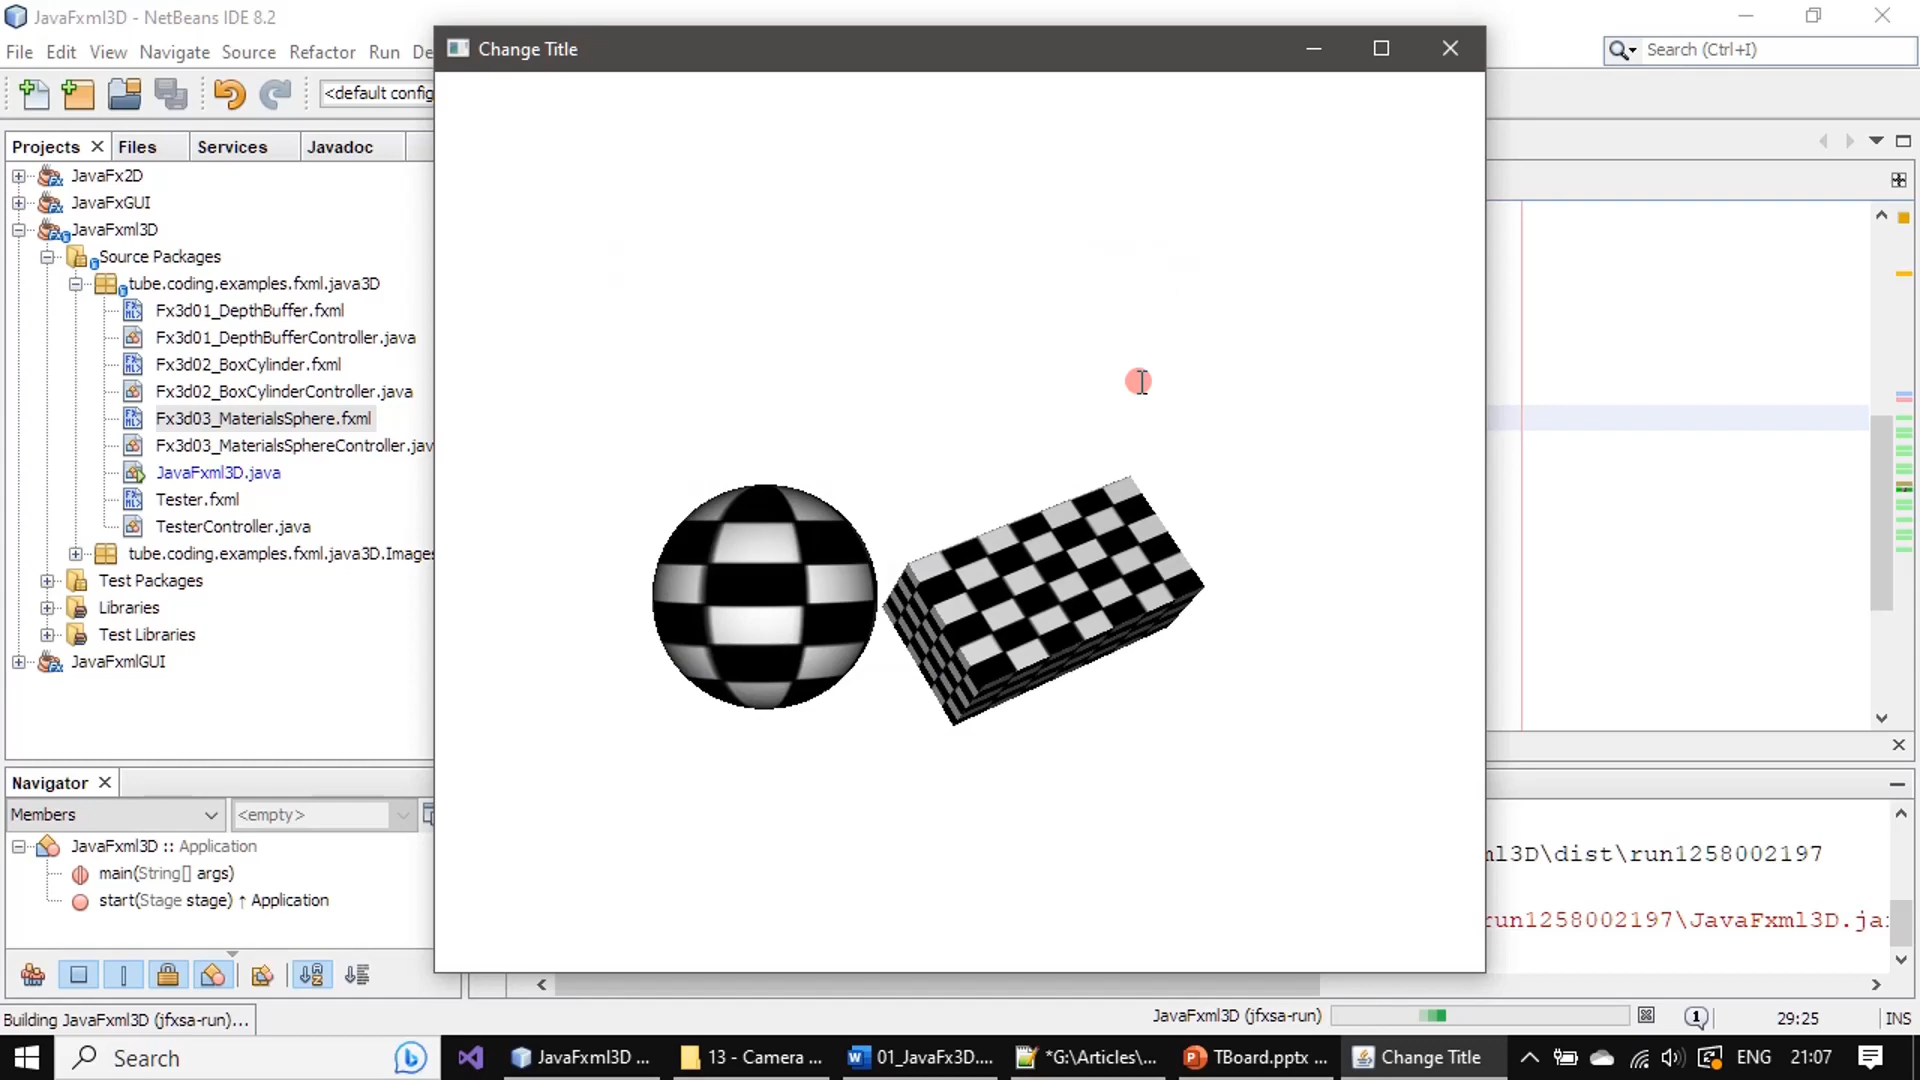 JavaFxml3D - NetBeans IDE 8.2
File Edit View Navigate Source Refactor Run De
Search (Ctrl+I)
Change Title
<default config
Projects Files Services Javadoc
JavaFx2D
JavaFxGUI
JavaFxml3D
Source Packages
tube.coding.examples.fxml.java3D
Fx3d01_DepthBuffer.fxml
Fx3d01_DepthBufferController.java
Fx3d02_BoxCylinder.fxml
Fx3d02_BoxCylinderController.java
Fx3d03_MaterialsSphere.fxml
Fx3d03_MaterialsSphereController.jav
JavaFxml3D.java
Tester.fxml
TesterController.java
tube.coding.examples.fxml.java3D.Images
Test Packages
Libraries
Test Libraries
JavaFxmlGUI
Navigator
Members <empty>
JavaFxml3D :: Application
main(String[] args)
start(Stage stage) ↑ Application
ml3D\dist\run1258002197
run1258002197\JavaFxml3D.ja
Building JavaFxml3D (jfxsa-run)...
JavaFxml3D (jfxsa-run)
1
29:25 INS
Search
JavaFxml3D ...
13 - Camera ...
01_JavaFx3D....
*G:\Articles\...
TBoard.pptx ...
Change Title
ENG 21:07